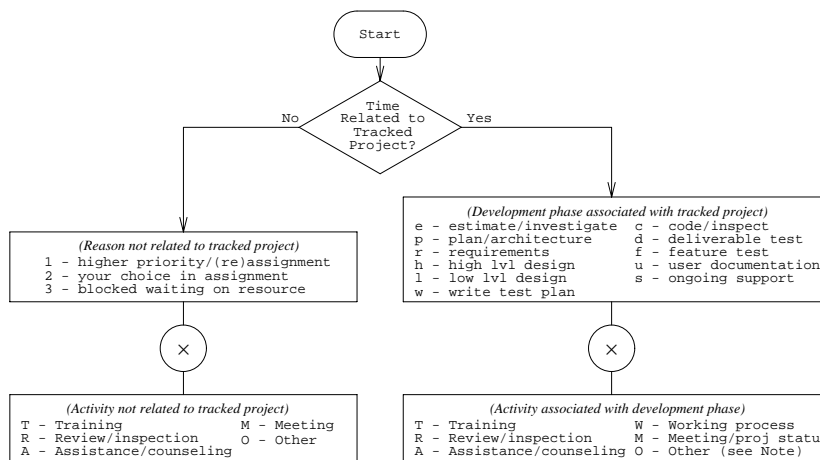 Start
Time
Related to
Tracked
Project?
No
Yes
(Reason not related to tracked project)
1 - higher priority/(re)assignment
2 - your choice in assignment
3 - blocked waiting on resource
(Development phase associated with tracked project)
e - estimate/investigate c - code/inspect
p - plan/architecture d - deliverable test
r - requirements f - feature test
h - high lvl design u - user documentation
l - low lvl design s - ongoing support
w - write test plan
×
×
(Activity not related to tracked project)
T - Training M - Meeting
R - Review/inspection O - Other
A - Assistance/counseling
(Activity associated with development phase)
T - Training W - Working process
R - Review/inspection M - Meeting/proj status
A - Assistance/counseling O - Other (see Note)